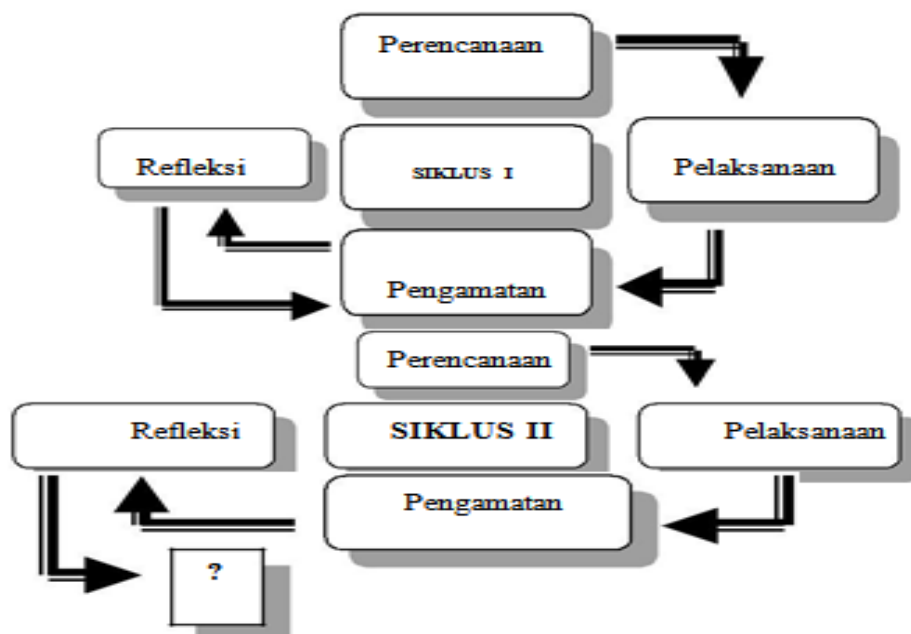 Perencanaan
Refleksi
SIKLUS I
Pelaksanaan
Pengamatan
Perencanaan
Refleksi
SIKLUS II
Pelaksanaan
Pengamatan
?